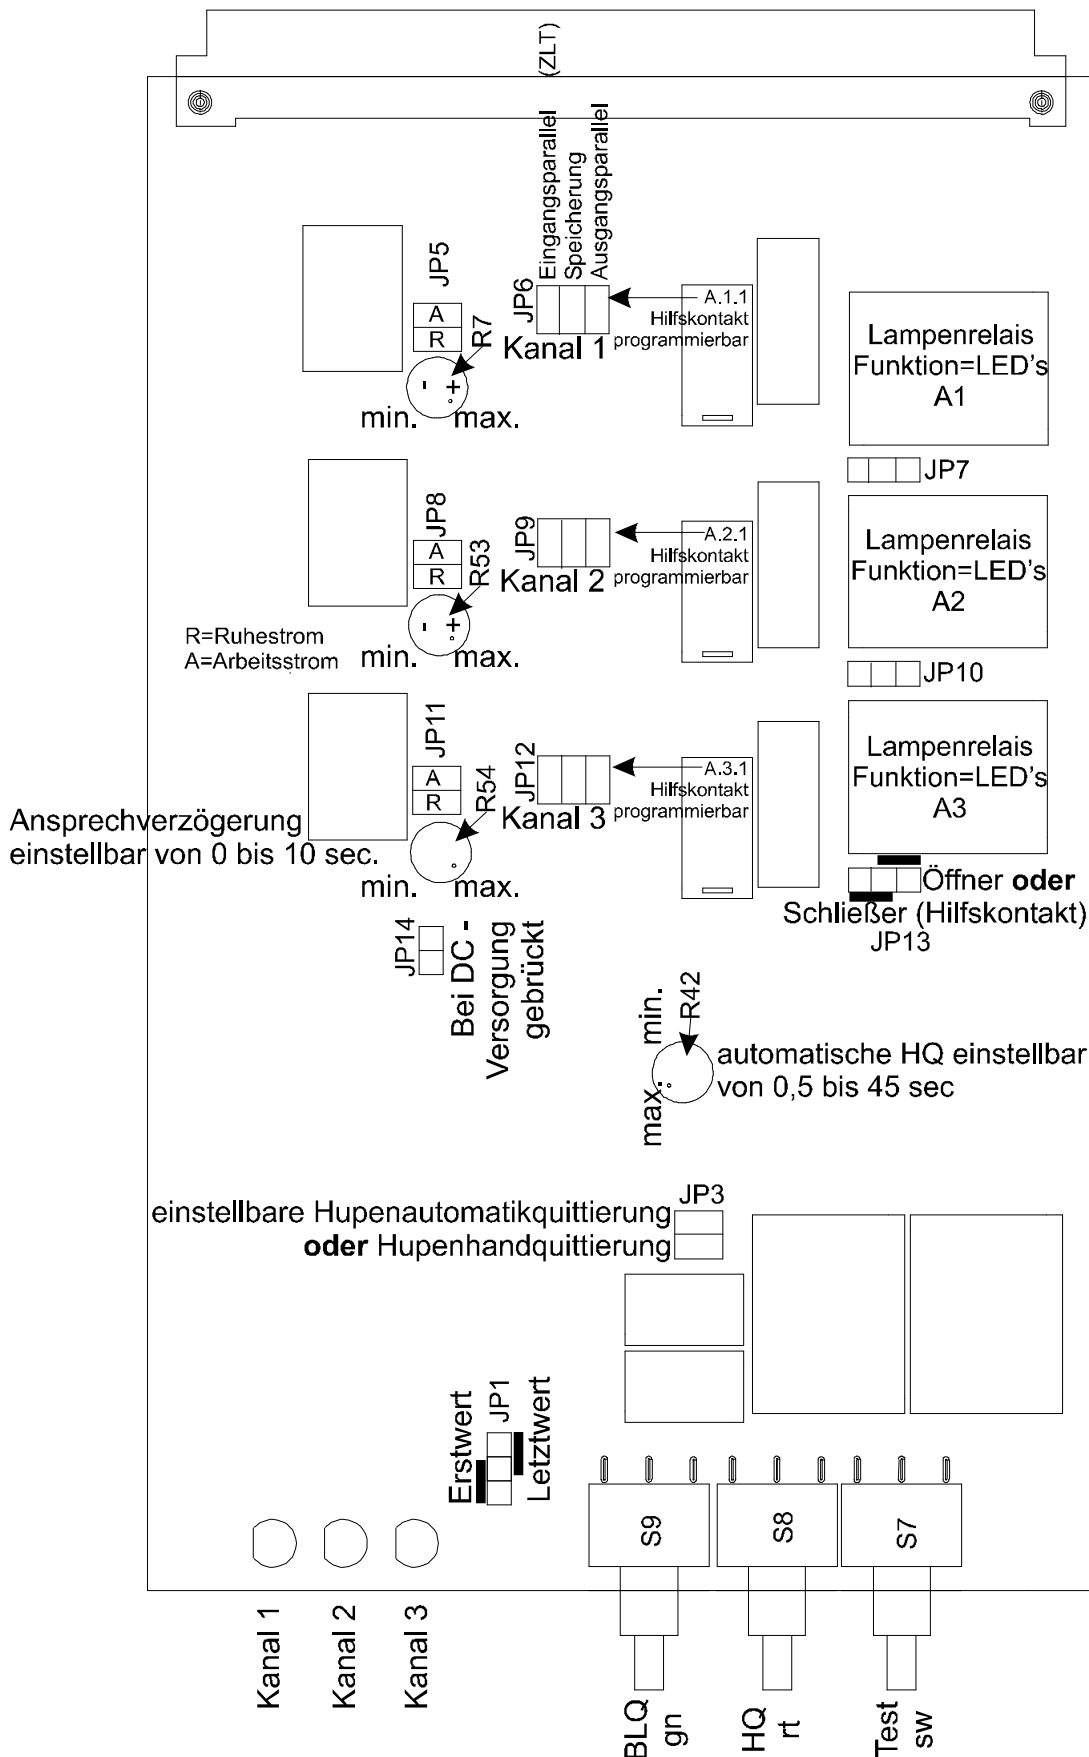 (ZLT)
Eingangsparallel
Speicherung
Ausgangsparallel
JP5
A
R
R7
JP6
Kanal 1
A.1.1
Hilfskontakt
programmierbar
- +
min. max.
Lampenrelais
Funktion=LED's
A1
JP7
JP8
A
R
R53
JP9
Kanal 2
A.2.1
Hilfskontakt
programmierbar
- +
min. max.
Lampenrelais
Funktion=LED's
A2
JP10
R=Ruhestrom
A=Arbeitsstrom
JP11
A
R
R54
JP12
Kanal 3
A.3.1
Hilfskontakt
programmierbar
min. max.
Lampenrelais
Funktion=LED's
A3
Ansprechverzögerung
einstellbar von 0 bis 10 sec.
Öffner oder
Schließer (Hilfskontakt)
JP13
JP14
Bei DC -
Versorgung
gebrückt
min.
R42
max.
automatische HQ einstellbar
von 0,5 bis 45 sec
JP3
einstellbare Hupenautomatikquittierung
oder Hupenhandquittierung
Erstwert
JP1
Letztwert
S9
S8
S7
Kanal 1
Kanal 2
Kanal 3
BLQ
gn
HQ
rt
Test
sw